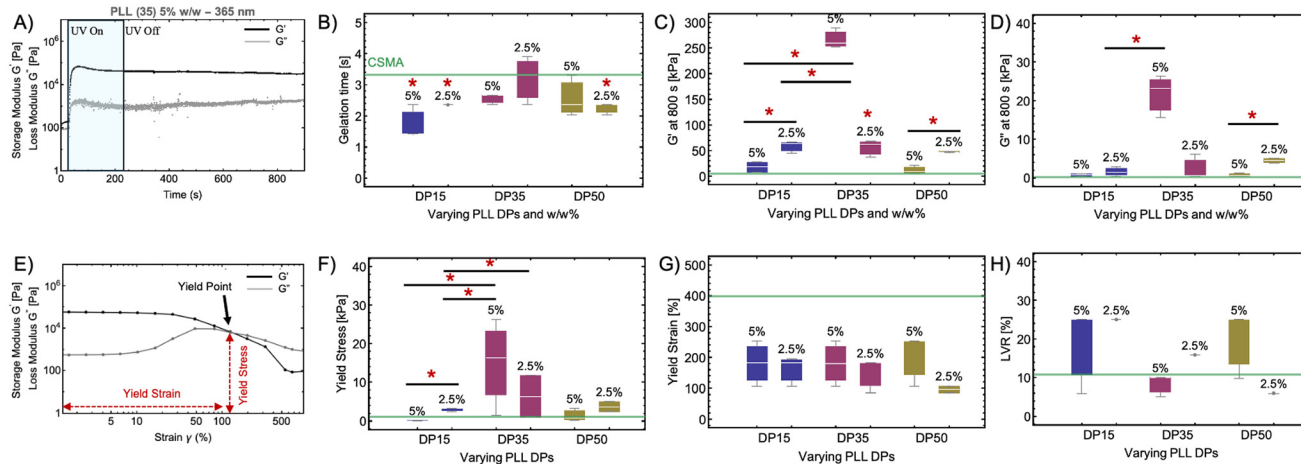 A)
PLL (35) 5% w/w – 365 nm
UV On
UV Off
G'
G''
Storage Modulus G' [Pa]
Loss Modulus G'' [Pa]
10⁶
10⁴
100
1
0
200
400
600
800
Time (s)
B)
Gelation time [s]
6
5
4
3
2
1
0
CSMA
*
5%
*
2.5%
5%
2.5%
5%
*
2.5%
DP15
DP35
DP50
Varying PLL DPs and w/w%
C)
G' at 800 s [kPa]
300
250
200
150
100
50
0
*
*
*
*
*
5%
2.5%
5%
2.5%
5%
2.5%
DP15
DP35
DP50
Varying PLL DPs and w/w%
D)
G'' at 800 s [kPa]
40
30
20
10
0
*
*
5%
2.5%
5%
2.5%
5%
2.5%
DP15
DP35
DP50
Varying PLL DPs and w/w%
E)
Storage Modulus G' [Pa]
Loss Modulus G'' [Pa]
10⁶
10⁴
100
1
G'
G''
Yield Point
Yield Stress
Yield Strain
5
10
50
100
500
Strain γ (%)
F)
Yield Stress [kPa]
40
30
20
10
0
*
*
*
*
5%
2.5%
5%
2.5%
5%
2.5%
DP15
DP35
DP50
Varying PLL DPs
G)
Yield Strain [%]
500
400
300
200
100
0
5%
2.5%
5%
2.5%
5%
2.5%
DP15
DP35
DP50
Varying PLL DPs
H)
LVR [%]
40
30
20
10
0
5%
2.5%
5%
2.5%
5%
2.5%
DP15
DP35
DP50
Varying PLL DPs